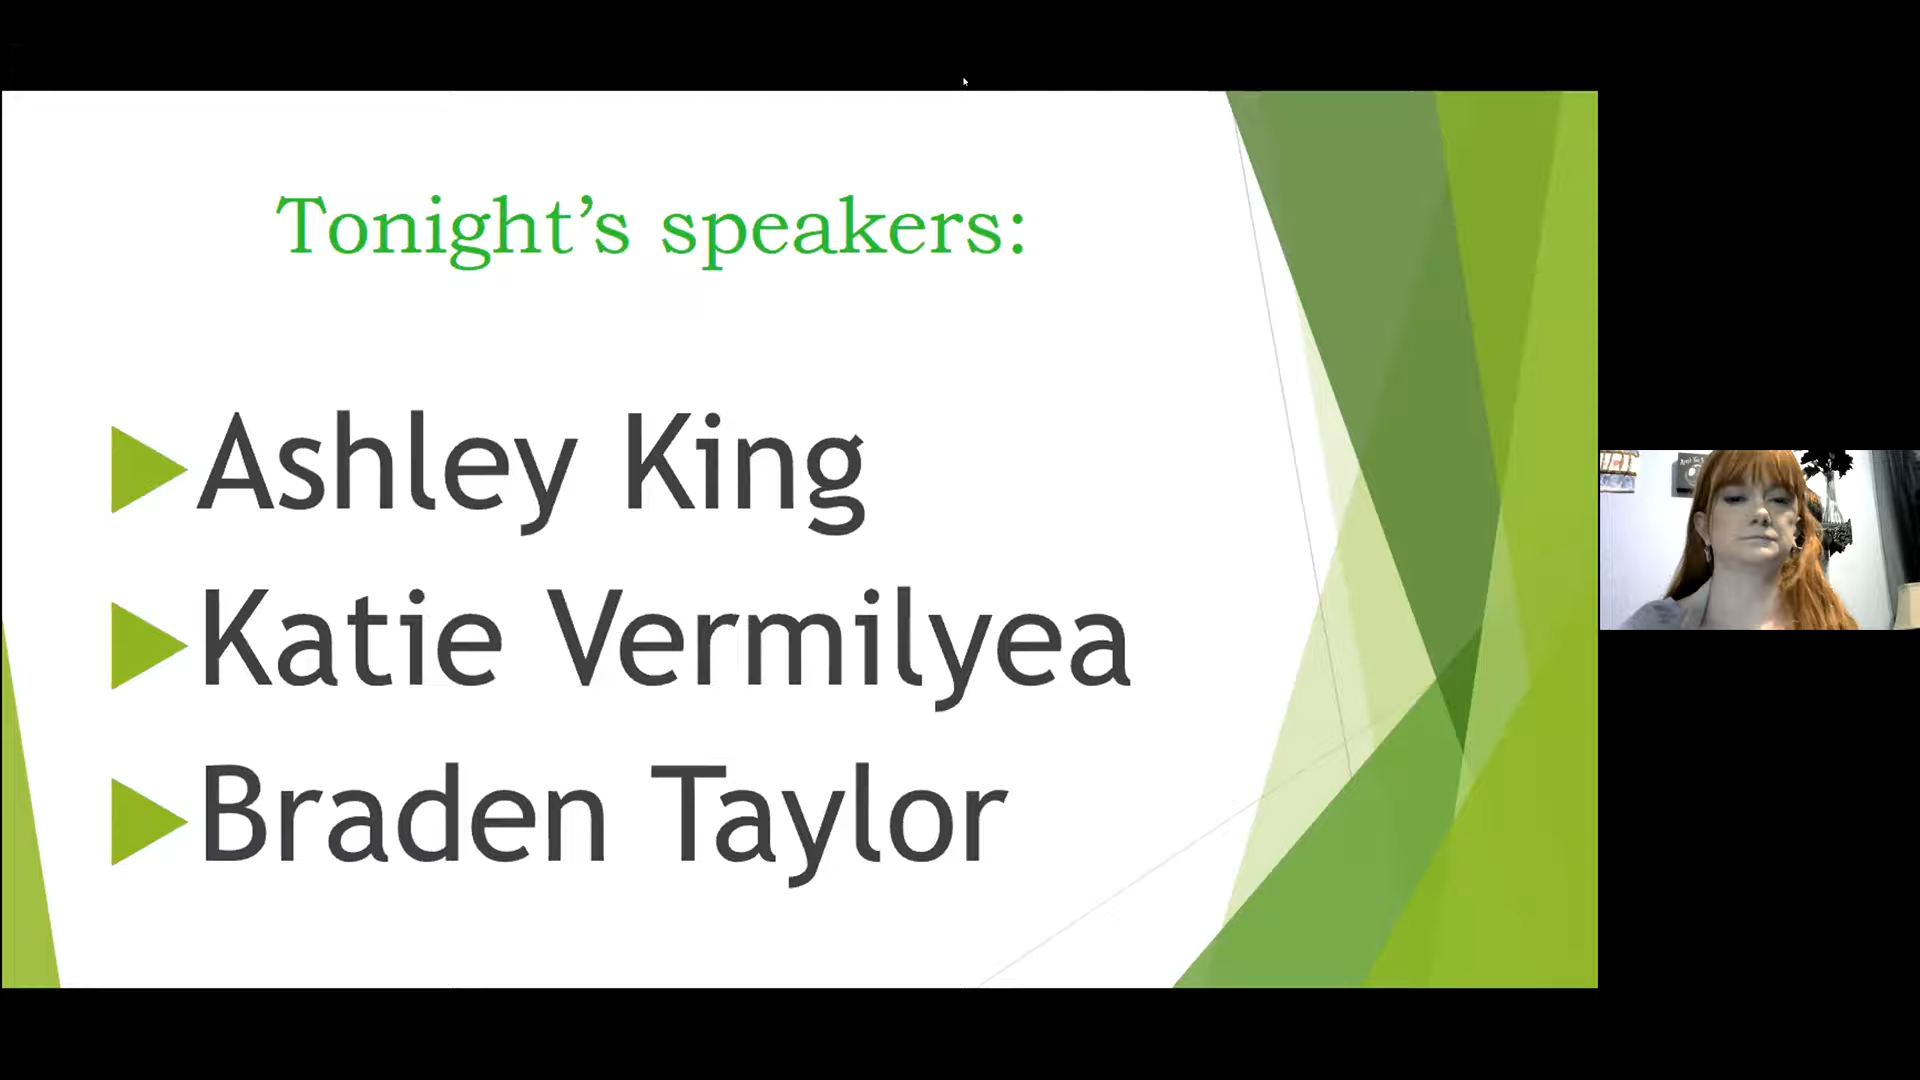 Tonight’s speakers:
Ashley King
Katie Vermilyea
Braden Taylor